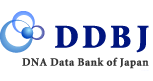 DDBJ
DNA Data Bank of Japan